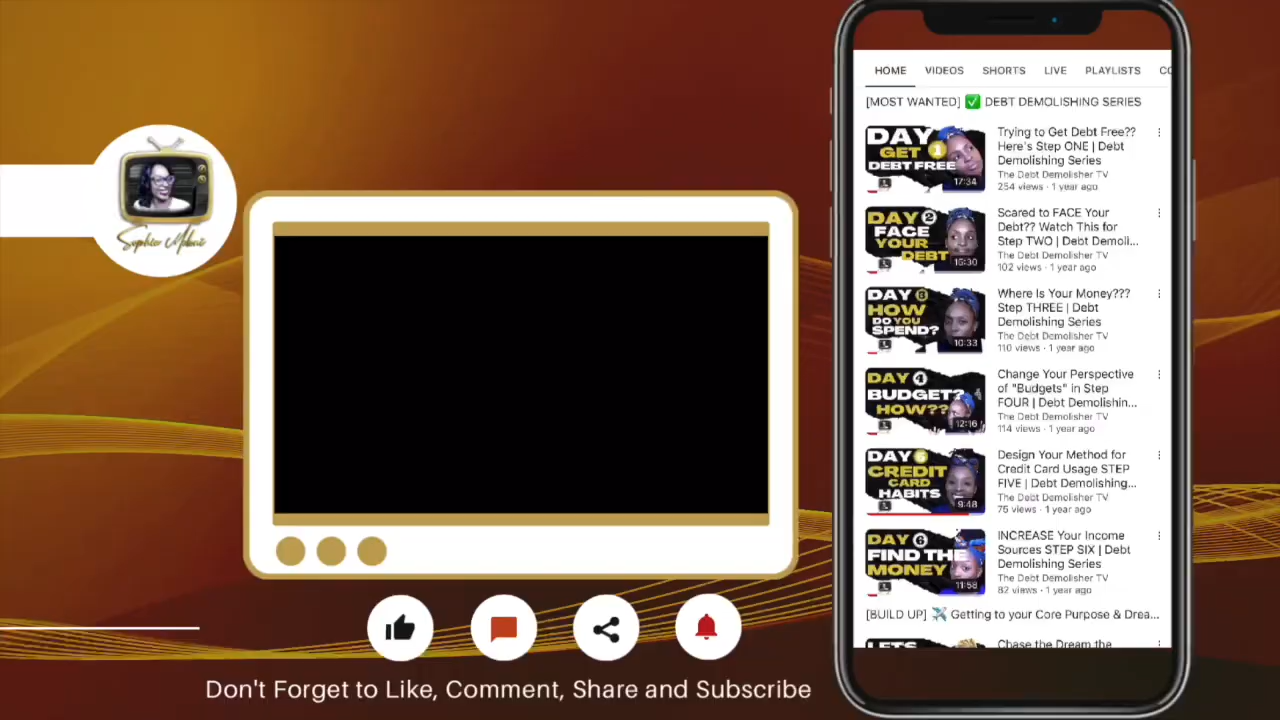 HOME VIDEOS SHORTS LIVE PLAYLISTS
[MOST WANTED] ✅ DEBT DEMOLISHING SERIES
DAY 1
GET
DEBT FREE
17:34
Trying to Get Debt Free??
Here's Step ONE | Debt
Demolishing Series
The Debt Demolisher TV
254 views · 1 year ago
DAY 2
FACE
YOUR
DEBT
Scared to FACE Your
Debt?? Watch This for
Step TWO | Debt Demoli...
The Debt Demolisher TV
102 views · 1 year ago
DAY 3
HOW
DO YOU
SPEND?
10:33
Where Is Your Money???
Step THREE | Debt
Demolishing Series
The Debt Demolisher TV
110 views · 1 year ago
DAY 4
BUDGET?
HOW??
12:16
Change Your Perspective
of "Budgets" in Step
FOUR | Debt Demolishin...
The Debt Demolisher TV
114 views · 1 year ago
DAY 5
CREDIT
CARD
HABITS
9:48
Design Your Method for
Credit Card Usage STEP
FIVE | Debt Demolishing...
The Debt Demolisher TV
75 views · 1 year ago
DAY 6
FIND THE
MONEY
11:58
INCREASE Your Income
Sources STEP SIX | Debt
Demolishing Series
The Debt Demolisher TV
82 views · 1 year ago
[BUILD UP] ✈️ Getting to your Core Purpose & Drea...
LETS
Chase the Dream the
Don't Forget to Like, Comment, Share and Subscribe